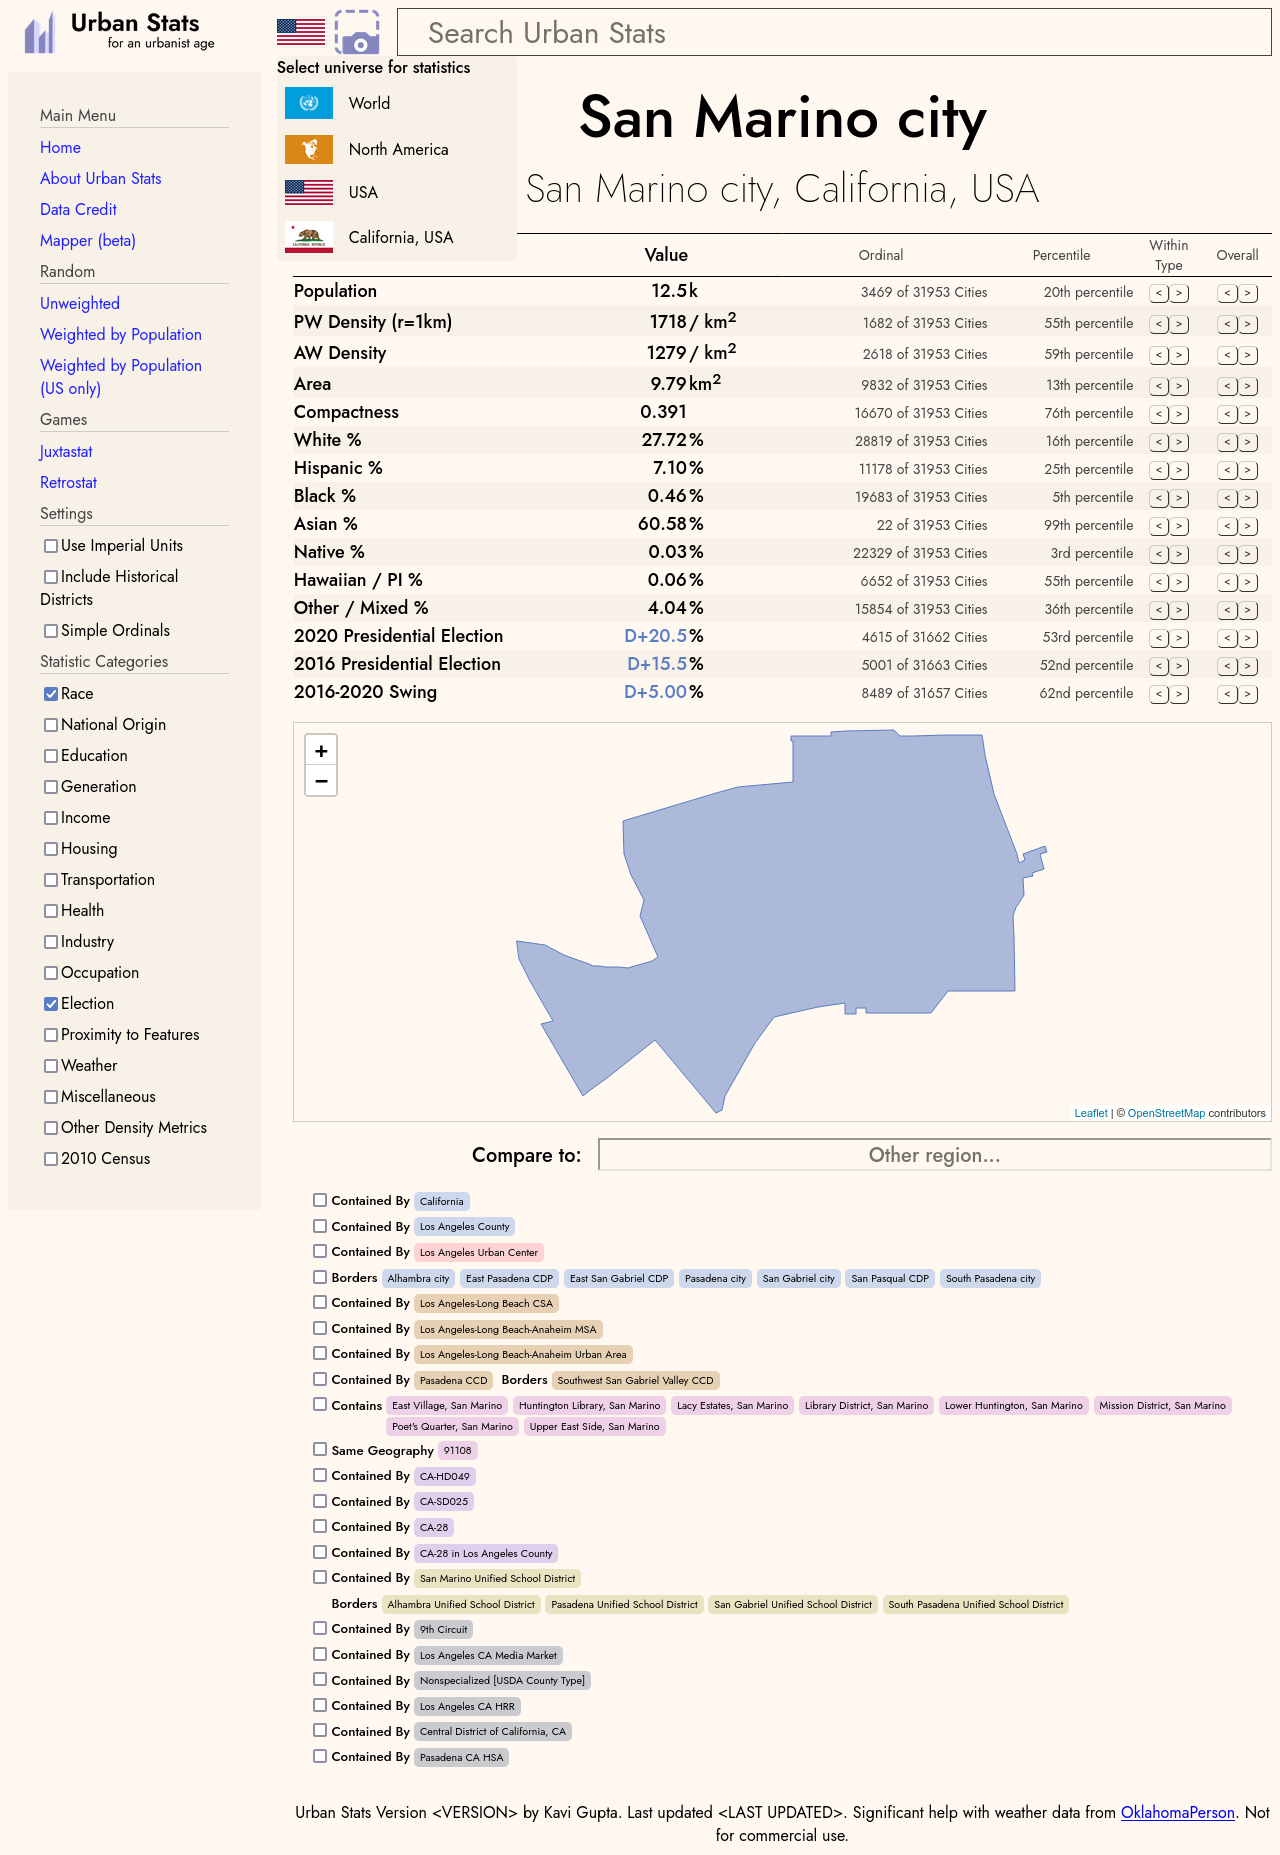 Urban Stats
for an urbanist age
Search Urban Stats
Select universe for statistics
World
North America
USA
California, USA
Main Menu
Home
About Urban Stats
Data Credit
Mapper (beta)
Random
Unweighted
Weighted by Population
Weighted by Population
(US only)
Games
Juxtastat
Retrostat
Settings
Use Imperial Units
Include Historical
Districts
Simple Ordinals
Statistic Categories
Race
National Origin
Education
Generation
Income
Housing
Transportation
Health
Industry
Occupation
Election
Proximity to Features
Weather
Miscellaneous
Other Density Metrics
2010 Census
San Marino city
San Marino city, California, USA
Value Ordinal Percentile Within Type Overall
Population 12.5k 3469 of 31953 Cities 20th percentile < > < >
PW Density (r=1km) 1718 / km² 1682 of 31953 Cities 55th percentile < > < >
AW Density 1279 / km² 2618 of 31953 Cities 59th percentile < > < >
Area 9.79 km² 9832 of 31953 Cities 13th percentile < > < >
Compactness 0.391 16670 of 31953 Cities 76th percentile < > < >
White % 27.72% 28819 of 31953 Cities 16th percentile < > < >
Hispanic % 7.10% 11178 of 31953 Cities 25th percentile < > < >
Black % 0.46% 19683 of 31953 Cities 5th percentile < > < >
Asian % 60.58% 22 of 31953 Cities 99th percentile < > < >
Native % 0.03% 22329 of 31953 Cities 3rd percentile < > < >
Hawaiian / PI % 0.06% 6652 of 31953 Cities 55th percentile < > < >
Other / Mixed % 4.04% 15854 of 31953 Cities 36th percentile < > < >
2020 Presidential Election D+20.5% 4615 of 31662 Cities 53rd percentile < > < >
2016 Presidential Election D+15.5% 5001 of 31663 Cities 52nd percentile < > < >
2016-2020 Swing D+5.00% 8489 of 31657 Cities 62nd percentile < > < >
+
−
Leaflet | © OpenStreetMap contributors
Compare to: Other region...
Contained By California
Contained By Los Angeles County
Contained By Los Angeles Urban Center
Borders Alhambra city East Pasadena CDP East San Gabriel CDP Pasadena city San Gabriel city San Pasqual CDP South Pasadena city
Contained By Los Angeles-Long Beach CSA
Contained By Los Angeles-Long Beach-Anaheim MSA
Contained By Los Angeles-Long Beach-Anaheim Urban Area
Contained By Pasadena CCD Borders Southwest San Gabriel Valley CCD
Contains East Village, San Marino Huntington Library, San Marino Lacy Estates, San Marino Library District, San Marino Lower Huntington, San Marino Mission District, San Marino
Poet's Quarter, San Marino Upper East Side, San Marino
Same Geography 91108
Contained By CA-HD049
Contained By CA-SD025
Contained By CA-28
Contained By CA-28 in Los Angeles County
Contained By San Marino Unified School District
Borders Alhambra Unified School District Pasadena Unified School District San Gabriel Unified School District South Pasadena Unified School District
Contained By 9th Circuit
Contained By Los Angeles CA Media Market
Contained By Nonspecialized [USDA County Type]
Contained By Los Angeles CA HRR
Contained By Central District of California, CA
Contained By Pasadena CA HSA
Urban Stats Version <VERSION> by Kavi Gupta. Last updated <LAST UPDATED>. Significant help with weather data from OklahomaPerson. Not
for commercial use.